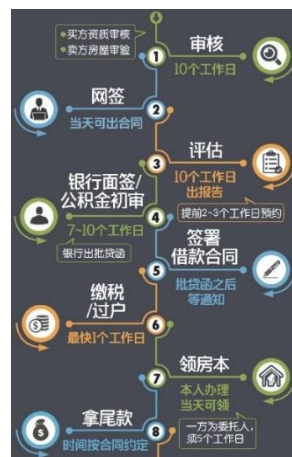 买方资质审核
卖方房屋审验
1
审核
10个工作日
网签
当天可出合同
2
3
评估
10个工作日
出报告
提前2~3个工作日预约
银行面签/
公积金初审
7~10个工作日
银行出批贷函
4
签署
借款合同
批贷函之后
等通知
5
缴税
/过户
最快1个工作日
6
7
领房本
本人办理
当天可领
一方为委托人，
须5个工作日
拿尾款
时间按合同约定
8